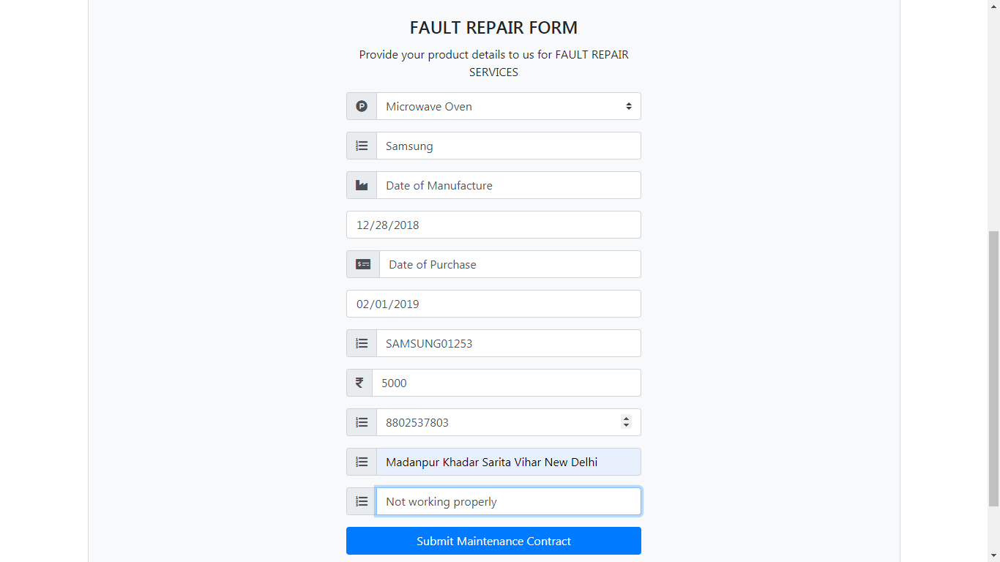 FAULT REPAIR FORM
Provide your product details to us for FAULT REPAIR
SERVICES
Microwave Oven
Samsung
Date of Manufacture
12/28/2018
Date of Purchase
02/01/2019
SAMSUNG01253
₹ 5000
8802537803
Madanpur Khadar Sarita Vihar New Delhi
Not working properly
Submit Maintenance Contract